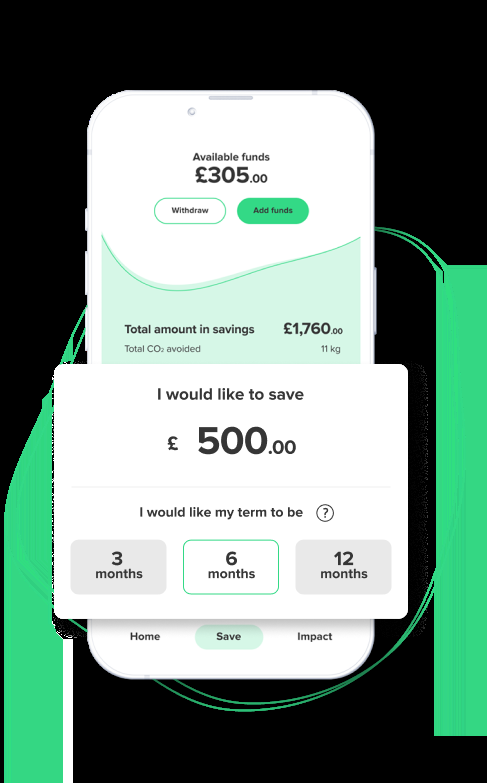 Available funds
£305.00
Withdraw
Add funds
Total amount in savings £1,760.00
Total CO₂ avoided 11 kg
I would like to save
£ 500.00
I would like my term to be ?
3 months
6 months
12 months
Home Save Impact